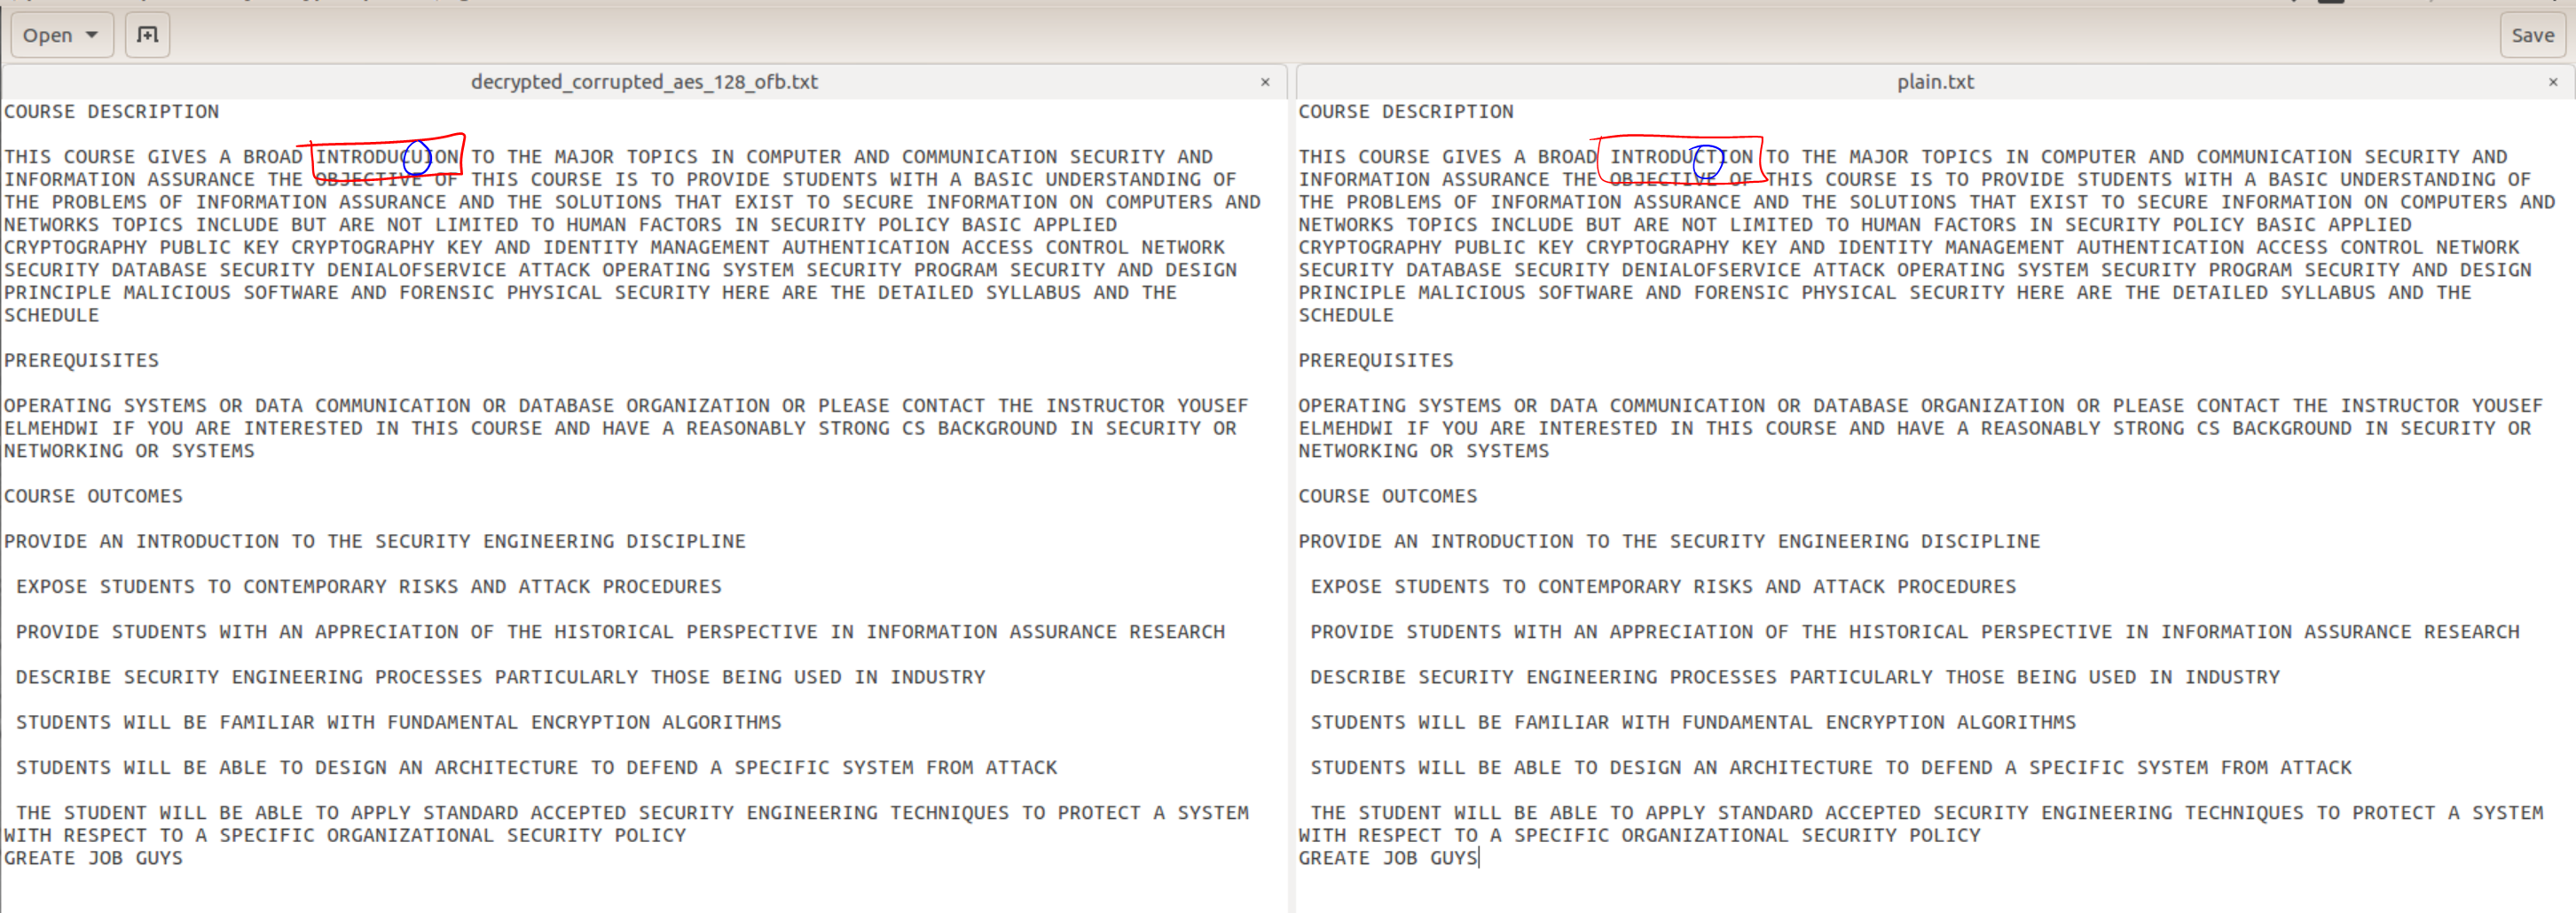 Open
Save
decrypted_corrupted_aes_128_ofb.txt ×
COURSE DESCRIPTION
THIS COURSE GIVES A BROAD INTRODUCUION TO THE MAJOR TOPICS IN COMPUTER AND COMMUNICATION SECURITY AND
INFORMATION ASSURANCE THE OBJECTIVE OF THIS COURSE IS TO PROVIDE STUDENTS WITH A BASIC UNDERSTANDING OF
THE PROBLEMS OF INFORMATION ASSURANCE AND THE SOLUTIONS THAT EXIST TO SECURE INFORMATION ON COMPUTERS AND
NETWORKS TOPICS INCLUDE BUT ARE NOT LIMITED TO HUMAN FACTORS IN SECURITY POLICY BASIC APPLIED
CRYPTOGRAPHY PUBLIC KEY CRYPTOGRAPHY KEY AND IDENTITY MANAGEMENT AUTHENTICATION ACCESS CONTROL NETWORK
SECURITY DATABASE SECURITY DENIALOFSERVICE ATTACK OPERATING SYSTEM SECURITY PROGRAM SECURITY AND DESIGN
PRINCIPLE MALICIOUS SOFTWARE AND FORENSIC PHYSICAL SECURITY HERE ARE THE DETAILED SYLLABUS AND THE
SCHEDULE
PREREQUISITES
OPERATING SYSTEMS OR DATA COMMUNICATION OR DATABASE ORGANIZATION OR PLEASE CONTACT THE INSTRUCTOR YOUSEF
ELMEHDWI IF YOU ARE INTERESTED IN THIS COURSE AND HAVE A REASONABLY STRONG CS BACKGROUND IN SECURITY OR
NETWORKING OR SYSTEMS
COURSE OUTCOMES
PROVIDE AN INTRODUCTION TO THE SECURITY ENGINEERING DISCIPLINE
EXPOSE STUDENTS TO CONTEMPORARY RISKS AND ATTACK PROCEDURES
PROVIDE STUDENTS WITH AN APPRECIATION OF THE HISTORICAL PERSPECTIVE IN INFORMATION ASSURANCE RESEARCH
DESCRIBE SECURITY ENGINEERING PROCESSES PARTICULARLY THOSE BEING USED IN INDUSTRY
STUDENTS WILL BE FAMILIAR WITH FUNDAMENTAL ENCRYPTION ALGORITHMS
STUDENTS WILL BE ABLE TO DESIGN AN ARCHITECTURE TO DEFEND A SPECIFIC SYSTEM FROM ATTACK
THE STUDENT WILL BE ABLE TO APPLY STANDARD ACCEPTED SECURITY ENGINEERING TECHNIQUES TO PROTECT A SYSTEM
WITH RESPECT TO A SPECIFIC ORGANIZATIONAL SECURITY POLICY
GREATE JOB GUYS
plain.txt ×
COURSE DESCRIPTION
THIS COURSE GIVES A BROAD INTRODUCTION TO THE MAJOR TOPICS IN COMPUTER AND COMMUNICATION SECURITY AND
INFORMATION ASSURANCE THE OBJECTIVE OF THIS COURSE IS TO PROVIDE STUDENTS WITH A BASIC UNDERSTANDING OF
THE PROBLEMS OF INFORMATION ASSURANCE AND THE SOLUTIONS THAT EXIST TO SECURE INFORMATION ON COMPUTERS AND
NETWORKS TOPICS INCLUDE BUT ARE NOT LIMITED TO HUMAN FACTORS IN SECURITY POLICY BASIC APPLIED
CRYPTOGRAPHY PUBLIC KEY CRYPTOGRAPHY KEY AND IDENTITY MANAGEMENT AUTHENTICATION ACCESS CONTROL NETWORK
SECURITY DATABASE SECURITY DENIALOFSERVICE ATTACK OPERATING SYSTEM SECURITY PROGRAM SECURITY AND DESIGN
PRINCIPLE MALICIOUS SOFTWARE AND FORENSIC PHYSICAL SECURITY HERE ARE THE DETAILED SYLLABUS AND THE
SCHEDULE
PREREQUISITES
OPERATING SYSTEMS OR DATA COMMUNICATION OR DATABASE ORGANIZATION OR PLEASE CONTACT THE INSTRUCTOR YOUSEF
ELMEHDWI IF YOU ARE INTERESTED IN THIS COURSE AND HAVE A REASONABLY STRONG CS BACKGROUND IN SECURITY OR
NETWORKING OR SYSTEMS
COURSE OUTCOMES
PROVIDE AN INTRODUCTION TO THE SECURITY ENGINEERING DISCIPLINE
EXPOSE STUDENTS TO CONTEMPORARY RISKS AND ATTACK PROCEDURES
PROVIDE STUDENTS WITH AN APPRECIATION OF THE HISTORICAL PERSPECTIVE IN INFORMATION ASSURANCE RESEARCH
DESCRIBE SECURITY ENGINEERING PROCESSES PARTICULARLY THOSE BEING USED IN INDUSTRY
STUDENTS WILL BE FAMILIAR WITH FUNDAMENTAL ENCRYPTION ALGORITHMS
STUDENTS WILL BE ABLE TO DESIGN AN ARCHITECTURE TO DEFEND A SPECIFIC SYSTEM FROM ATTACK
THE STUDENT WILL BE ABLE TO APPLY STANDARD ACCEPTED SECURITY ENGINEERING TECHNIQUES TO PROTECT A SYSTEM
WITH RESPECT TO A SPECIFIC ORGANIZATIONAL SECURITY POLICY
GREATE JOB GUYS